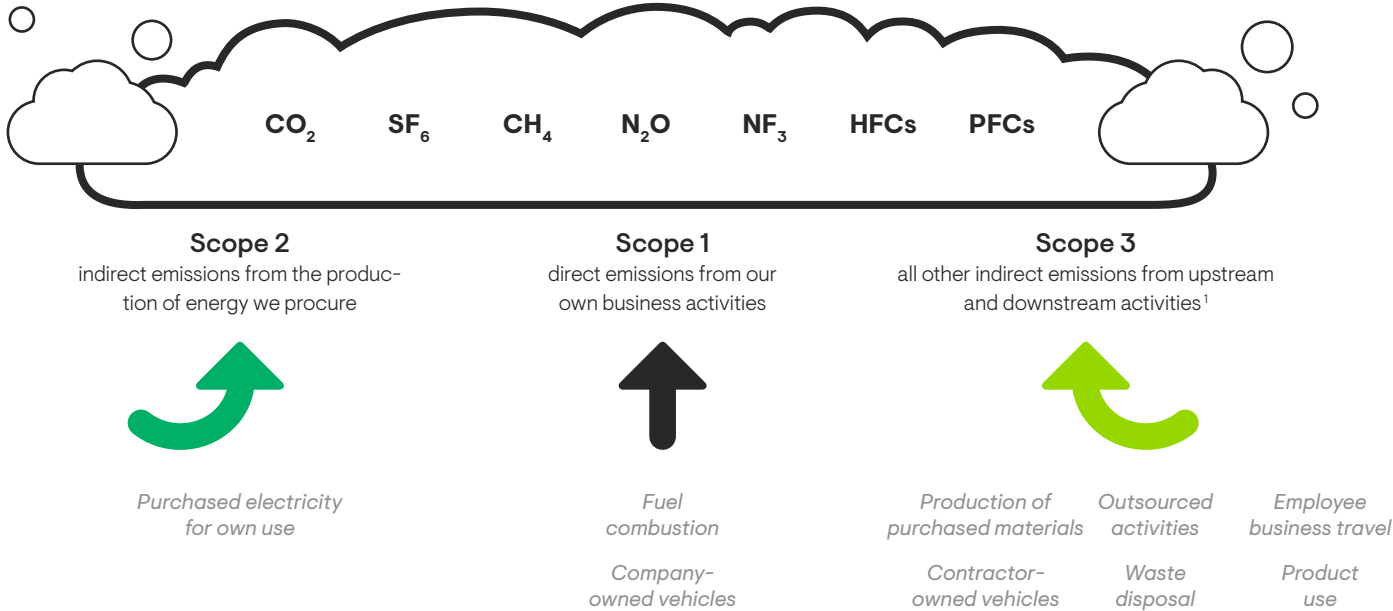 CO2 SF6 CH4 N2O NF3 HFCs PFCs
Scope 2
indirect emissions from the produc-
tion of energy we procure
Purchased electricity
for own use
Scope 1
direct emissions from our
own business activities
Fuel
combustion
Company-
owned vehicles
Scope 3
all other indirect emissions from upstream
and downstream activities1
Production of
purchased materials
Outsourced
activities
Employee
business travel
Contractor-
owned vehicles
Waste
disposal
Product
use